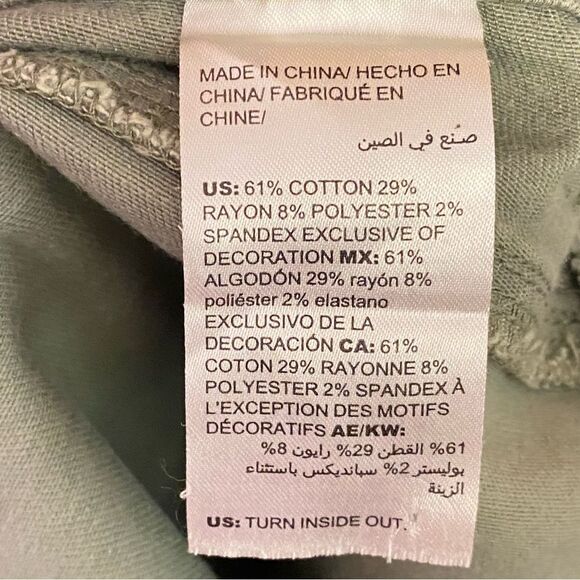 MADE IN CHINA/ HECHO EN
CHINA/ FABRIQUÉ EN
CHINE/
صُنع في الصين
US: 61% COTTON 29%
RAYON 8% POLYESTER 2%
SPANDEX EXCLUSIVE OF
DECORATION MX: 61%
ALGODÓN 29% rayón 8%
poliéster 2% elastano
EXCLUSIVO DE LA
DECORACIÓN CA: 61%
COTON 29% RAYONNE 8%
POLYESTER 2% SPANDEX À
L'EXCEPTION DES MOTIFS
DÉCORATIFS AE/KW:
61% القطن 29% رايون 8%
بوليستر 2% سبانديكس باستثناء
الزينة
US: TURN INSIDE OUT.